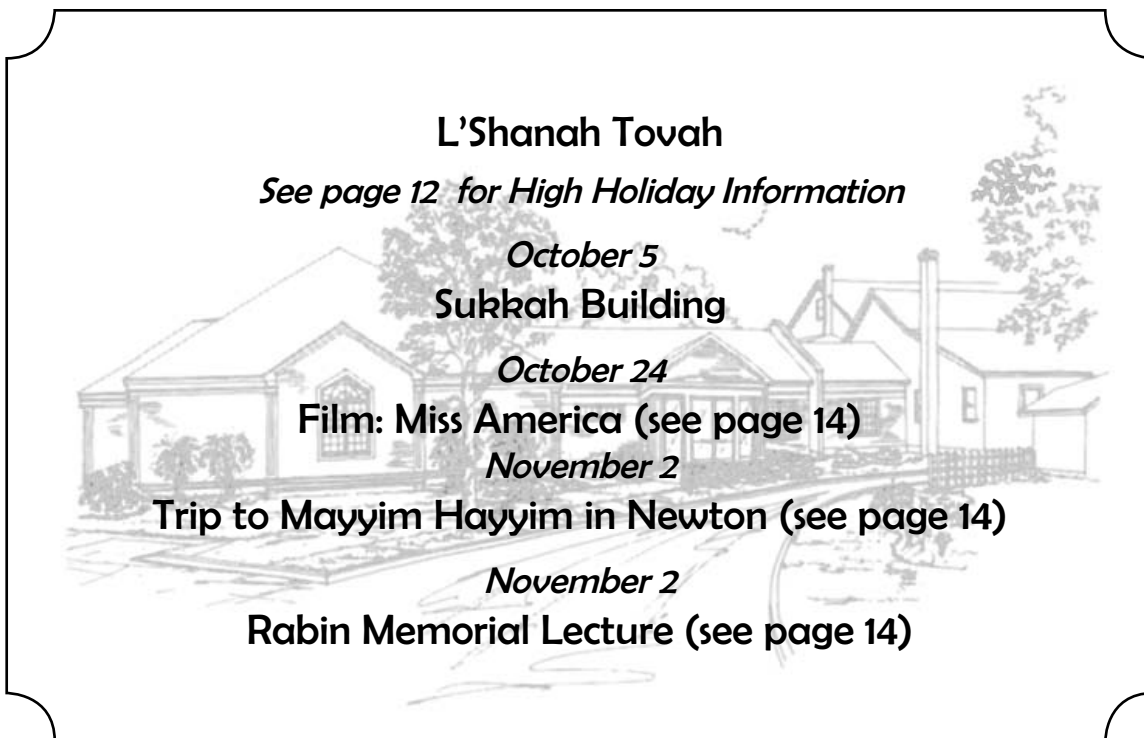 L’Shanah Tovah
See page 12 for High Holiday Information
October 5
Sukkah Building
October 24
Film: Miss America (see page 14)
November 2
Trip to Mayyim Hayyim in Newton (see page 14)
November 2
Rabin Memorial Lecture (see page 14)